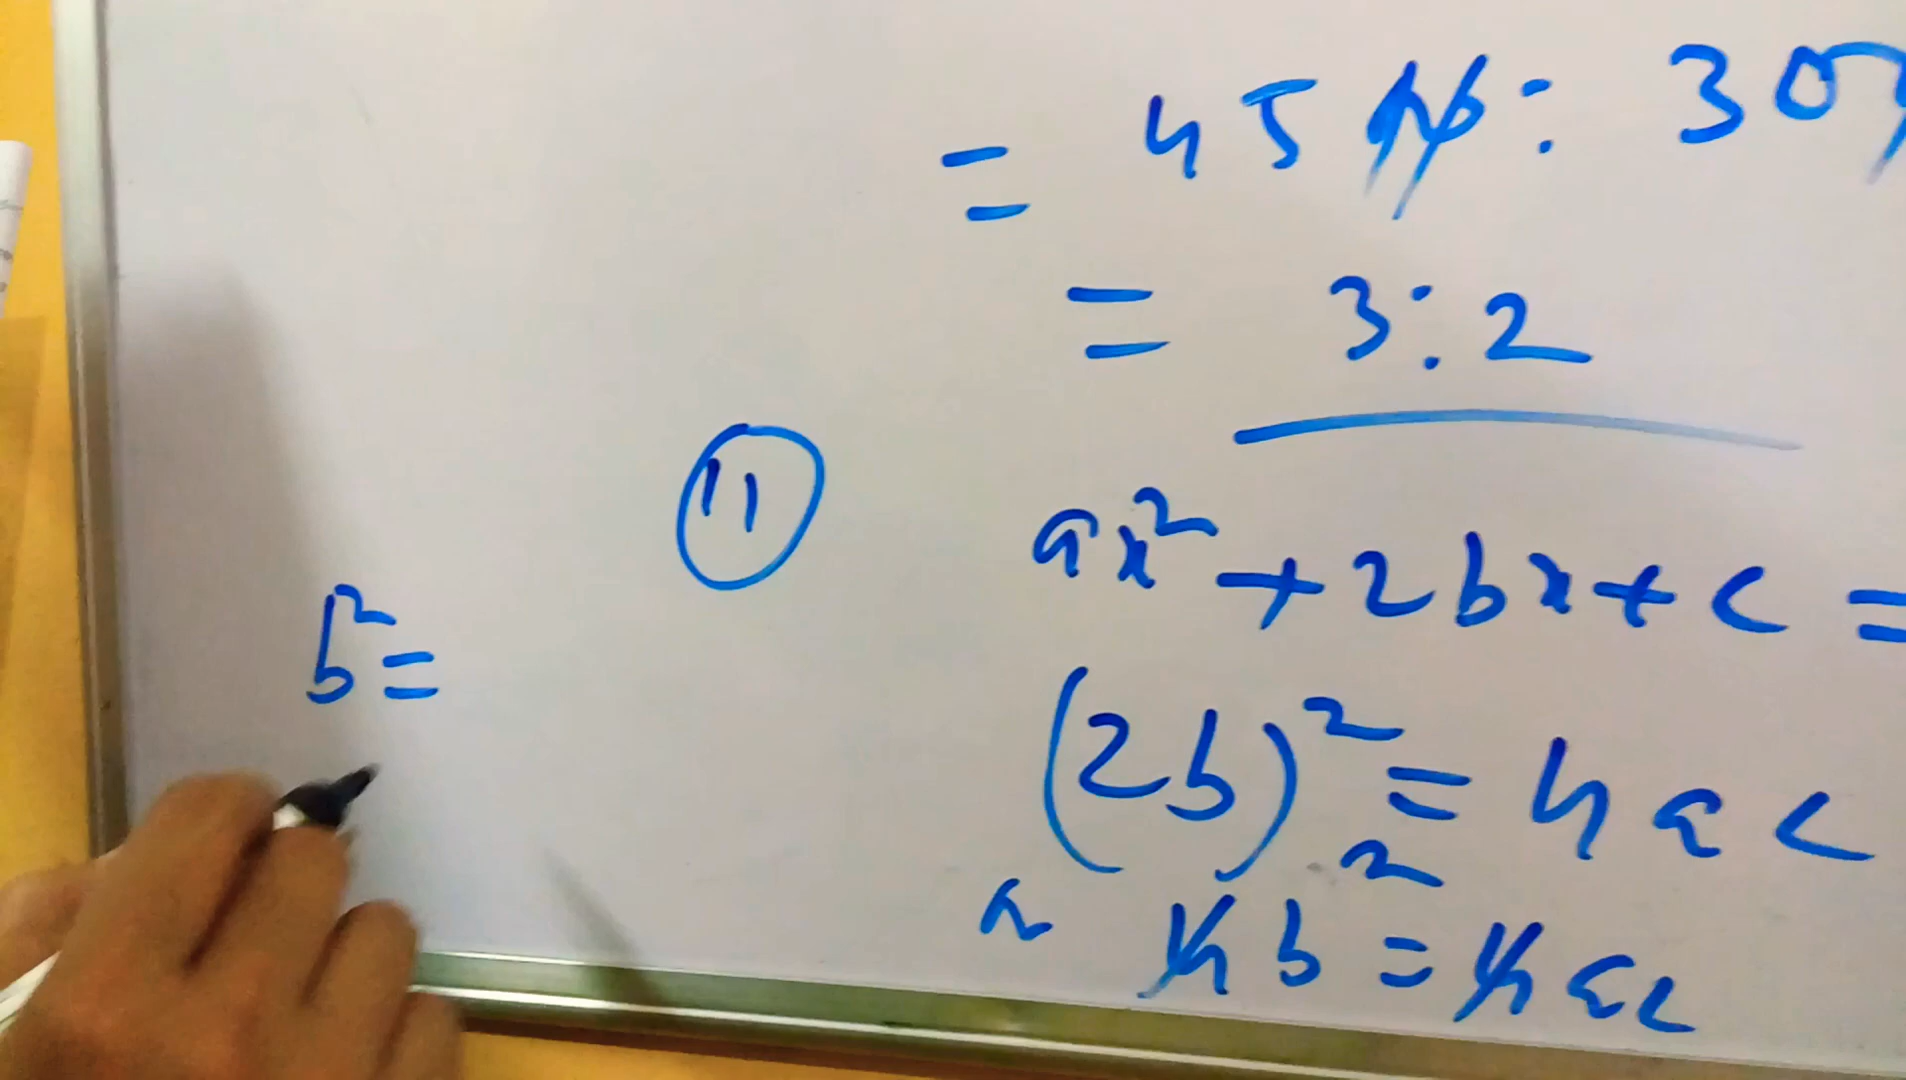 = 45 : 30
= 3:2
11
ax² + 2bx + c =
b² =
(2b)² = 4ac
4b² = 4ac